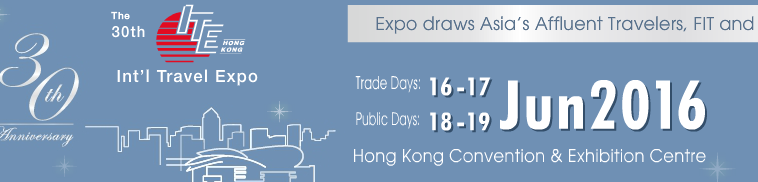 30th
Anniversary
The
30th
ITE HONG KONG
Int'l Travel Expo
Expo draws Asia's Affluent Travelers, FIT and
Trade Days: 16-17
Public Days: 18-19
Jun2016
Hong Kong Convention & Exhibition Centre